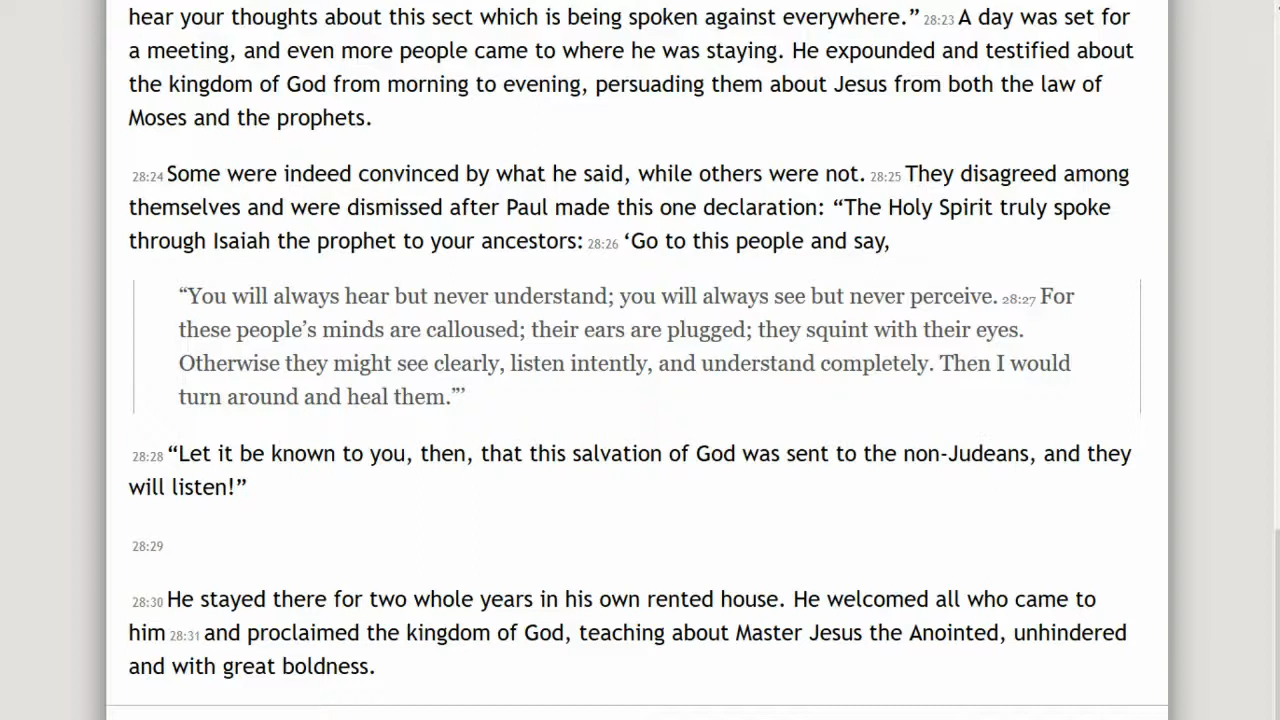 hear your thoughts about this sect which is being spoken against everywhere.” 28:23 A day was set for
a meeting, and even more people came to where he was staying. He expounded and testified about
the kingdom of God from morning to evening, persuading them about Jesus from both the law of
Moses and the prophets.
28:24 Some were indeed convinced by what he said, while others were not. 28:25 They disagreed among
themselves and were dismissed after Paul made this one declaration: “The Holy Spirit truly spoke
through Isaiah the prophet to your ancestors: 28:26 ‘Go to this people and say,
“You will always hear but never understand; you will always see but never perceive. 28:27 For
these people’s minds are calloused; their ears are plugged; they squint with their eyes.
Otherwise they might see clearly, listen intently, and understand completely. Then I would
turn around and heal them.”’
28:28 “Let it be known to you, then, that this salvation of God was sent to the non-Judeans, and they
will listen!”
28:29
28:30 He stayed there for two whole years in his own rented house. He welcomed all who came to
him 28:31 and proclaimed the kingdom of God, teaching about Master Jesus the Anointed, unhindered
and with great boldness.